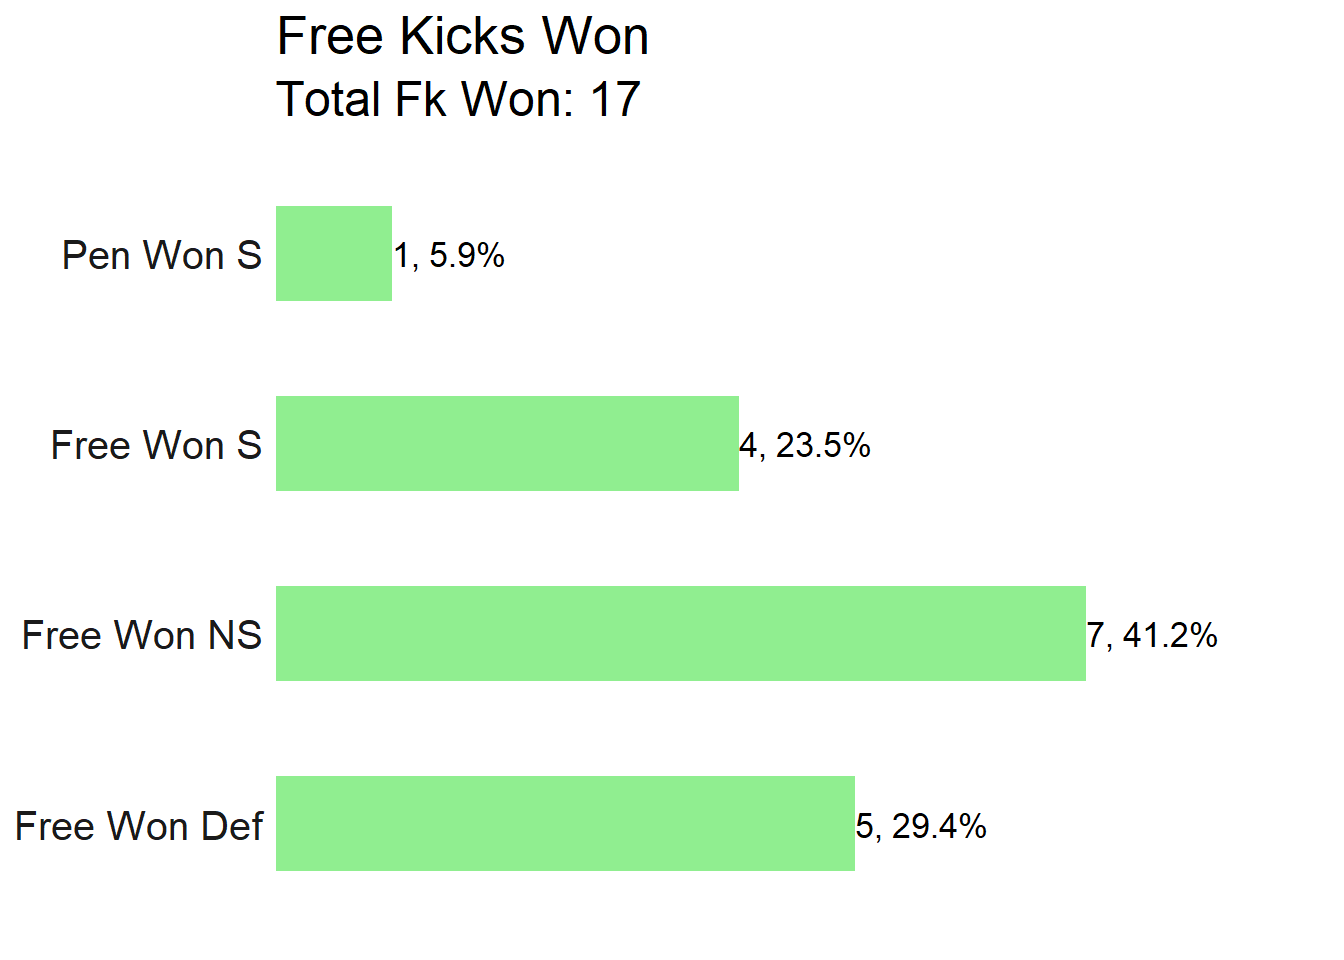 Free Kicks Won
Total Fk Won: 17
Pen Won S
1, 5.9%
Free Won S
4, 23.5%
Free Won NS
7, 41.2%
Free Won Def
5, 29.4%